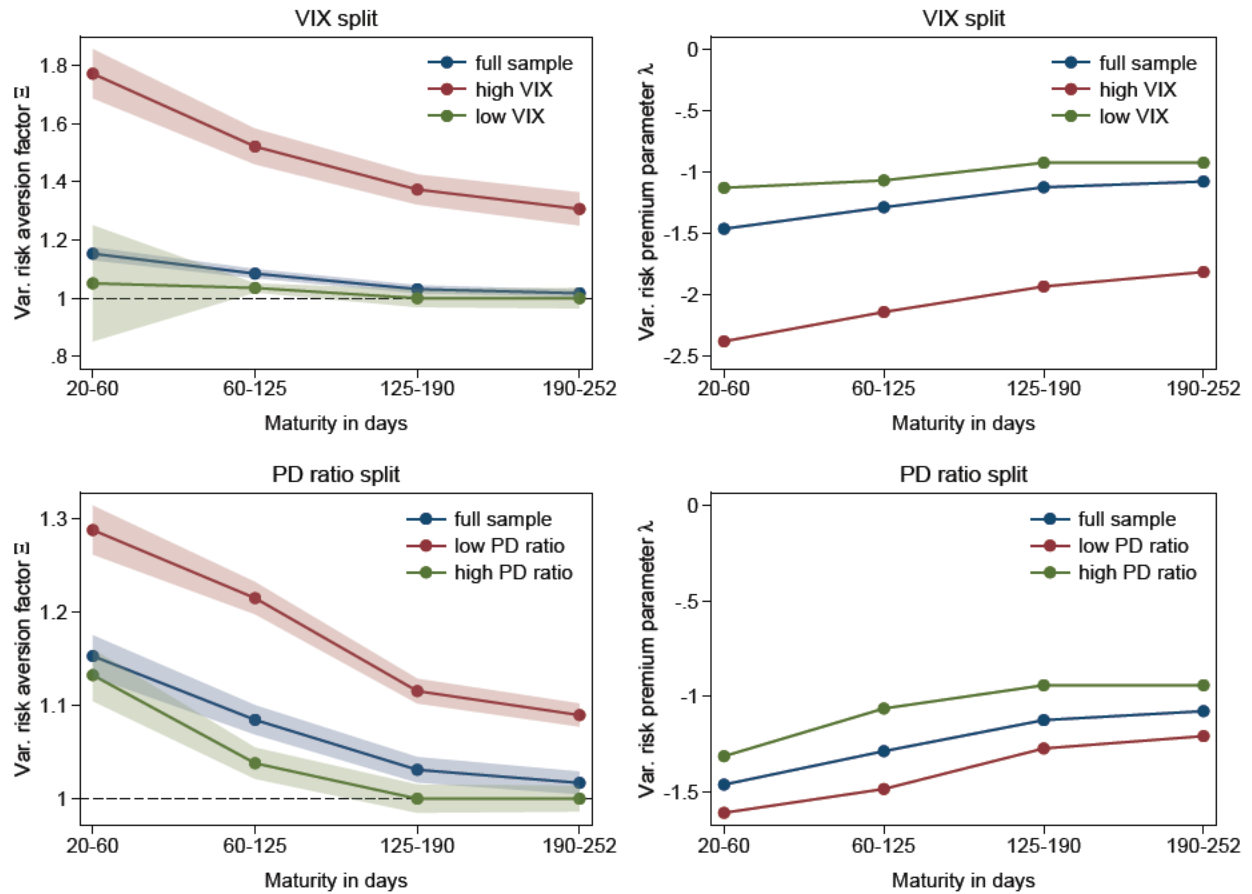 VIX split
Var. risk aversion factor Ξ
1.8
1.6
1.4
1.2
1
.8
full sample
high VIX
low VIX
20-60 60-125 125-190 190-252
Maturity in days
VIX split
Var. risk premium parameter λ
0
-.5
-1
-1.5
-2
-2.5
full sample
high VIX
low VIX
20-60 60-125 125-190 190-252
Maturity in days
PD ratio split
Var. risk aversion factor Ξ
1.3
1.2
1.1
1
full sample
low PD ratio
high PD ratio
20-60 60-125 125-190 190-252
Maturity in days
PD ratio split
Var. risk premium parameter λ
0
-.5
-1
-1.5
full sample
low PD ratio
high PD ratio
20-60 60-125 125-190 190-252
Maturity in days